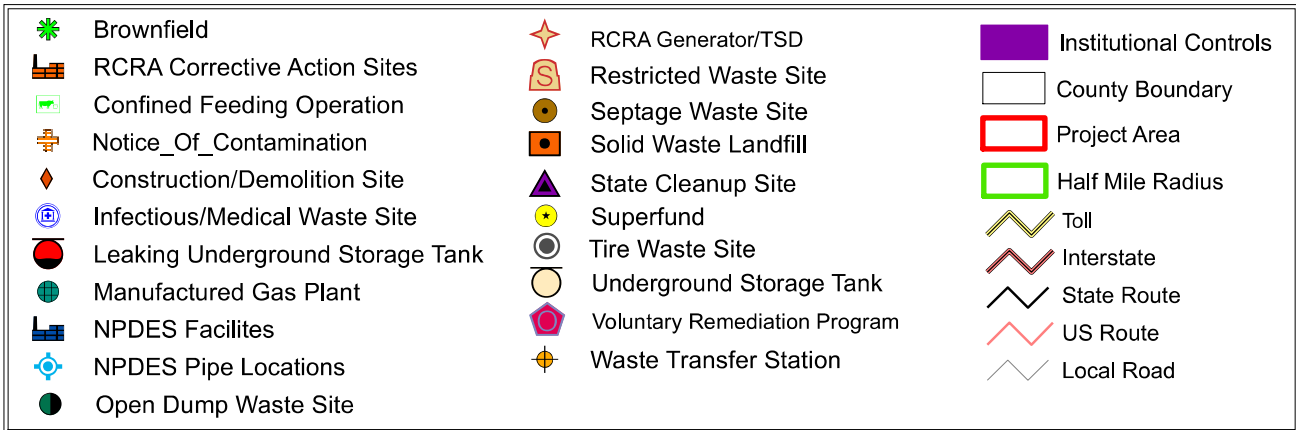 Brownfield
RCRA Corrective Action Sites
Confined Feeding Operation
Notice_Of_Contamination
Construction/Demolition Site
Infectious/Medical Waste Site
Leaking Underground Storage Tank
Manufactured Gas Plant
NPDES Facilites
NPDES Pipe Locations
Open Dump Waste Site
RCRA Generator/TSD
S
Restricted Waste Site
Septage Waste Site
Solid Waste Landfill
State Cleanup Site
Superfund
Tire Waste Site
Underground Storage Tank
Voluntary Remediation Program
Waste Transfer Station
Institutional Controls
County Boundary
Project Area
Half Mile Radius
Toll
Interstate
State Route
US Route
Local Road